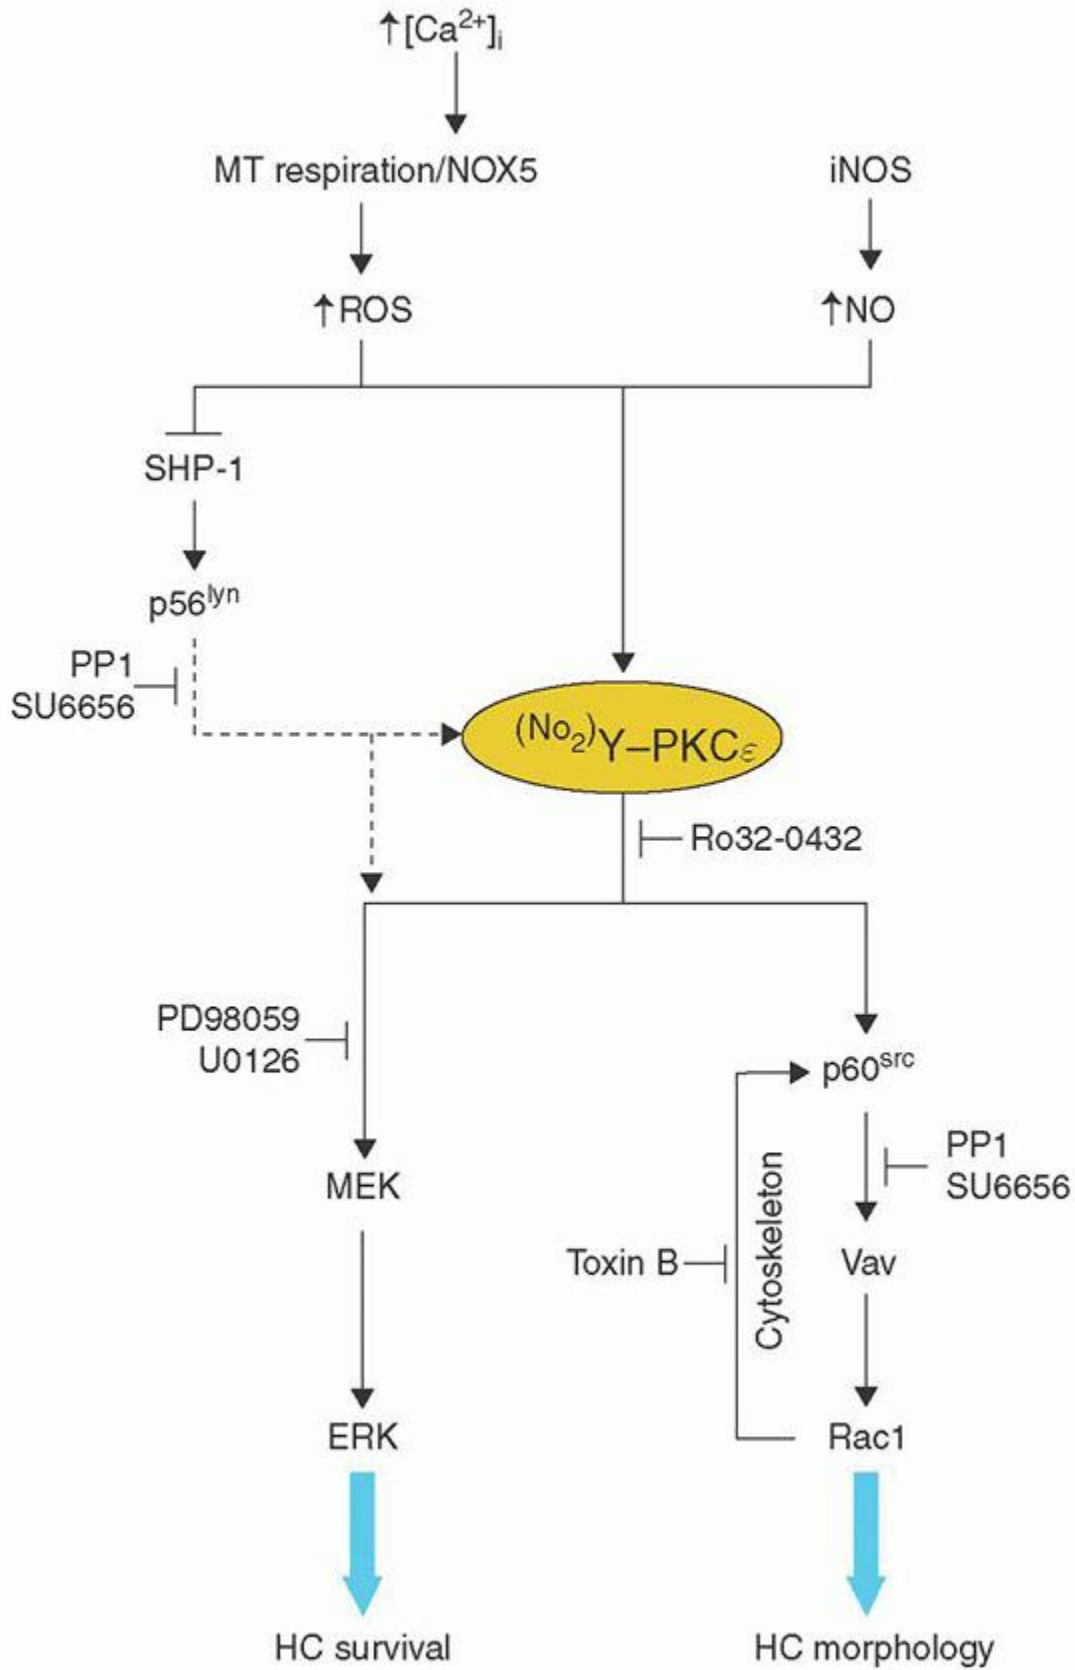 ↑[Ca²⁺]ᵢ
MT respiration/NOX5
iNOS
↑ROS
↑NO
SHP-1
p56ˡʸⁿ
PP1
SU6656
(No₂)Y–PKCε
Ro32-0432
PD98059
U0126
p60ˢʳᶜ
PP1
SU6656
MEK
Toxin B
Cytoskeleton
Vav
ERK
Rac1
HC survival
HC morphology